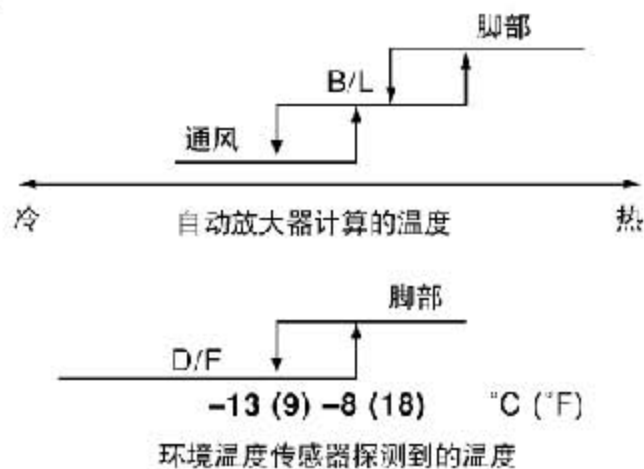 脚部
B/L
通风
冷 自动放大器计算的温度 热
脚部
D/F
–13 (9) –8 (18) °C (°F)
环境温度传感器探测到的温度